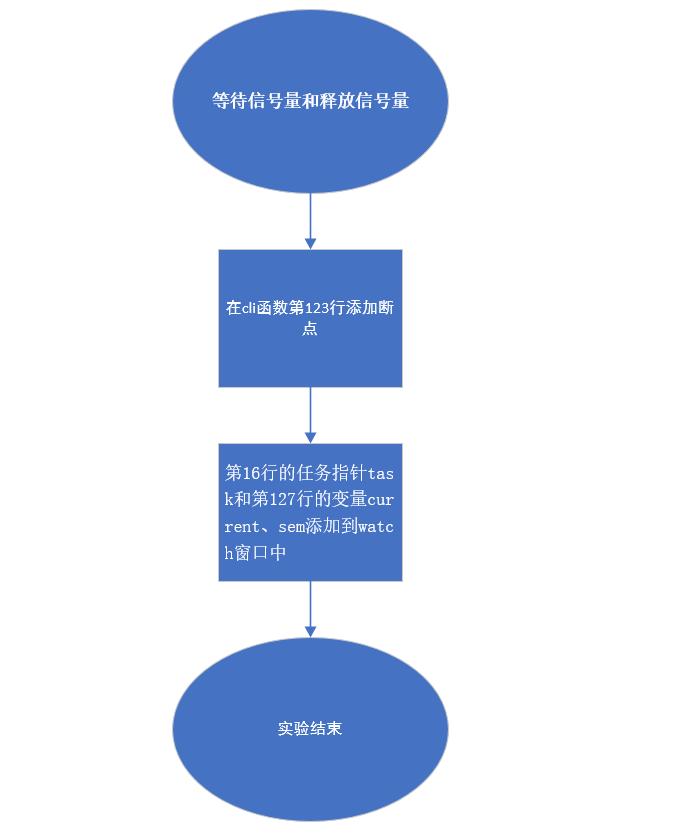 等待信号量和释放信号量
在cli函数第123行添加断
点
第16行的任务指针tas
k和第127行的变量cur
rent、sem添加到watc
h窗口中
实验结束